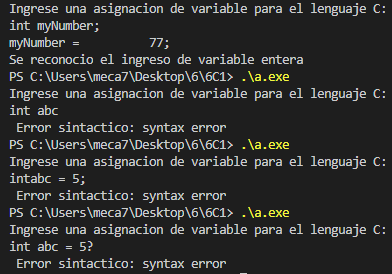 Ingrese una asignacion de variable para el lenguaje C:
int myNumber;
myNumber =          77;
Se reconocio el ingreso de variable entera
PS C:\Users\meca7\Desktop\6\6C1> .\a.exe
Ingrese una asignacion de variable para el lenguaje C:
int abc
 Error sintactico: syntax error
PS C:\Users\meca7\Desktop\6\6C1> .\a.exe
Ingrese una asignacion de variable para el lenguaje C:
intabc = 5;
 Error sintactico: syntax error
PS C:\Users\meca7\Desktop\6\6C1> .\a.exe
Ingrese una asignacion de variable para el lenguaje C:
int abc = 5?
 Error sintactico: syntax error